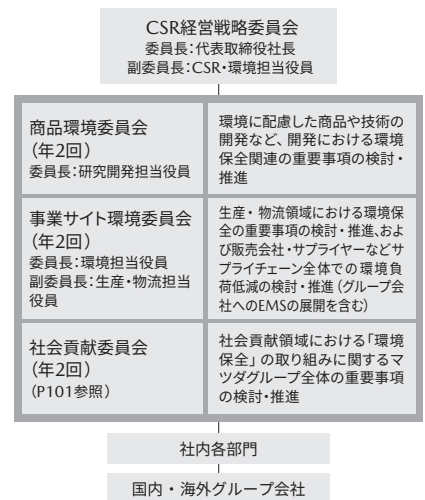 CSR経営戦略委員会
委員長：代表取締役社長
副委員長：CSR・環境担当役員
商品環境委員会
（年2回）
委員長：研究開発担当役員
環境に配慮した商品や技術の
開発など、開発における環境
保全関連の重要事項の検討・
推進
事業サイト環境委員会
（年2回）
委員長：環境担当役員
副委員長：生産・物流担当
役員
生産・物流領域における環境保
全の重要事項の検討・推進、およ
び販売会社・サプライヤーなどサ
プライチェーン全体での環境負
荷低減の検討・推進（グループ会
社へのEMSの展開を含む）
社会貢献委員会
（年2回）
（P101参照）
社会貢献領域における「環境
保全」の取り組みに関するマ
ツダグループ全体の重要事項
の検討・推進
社内各部門
国内・海外グループ会社